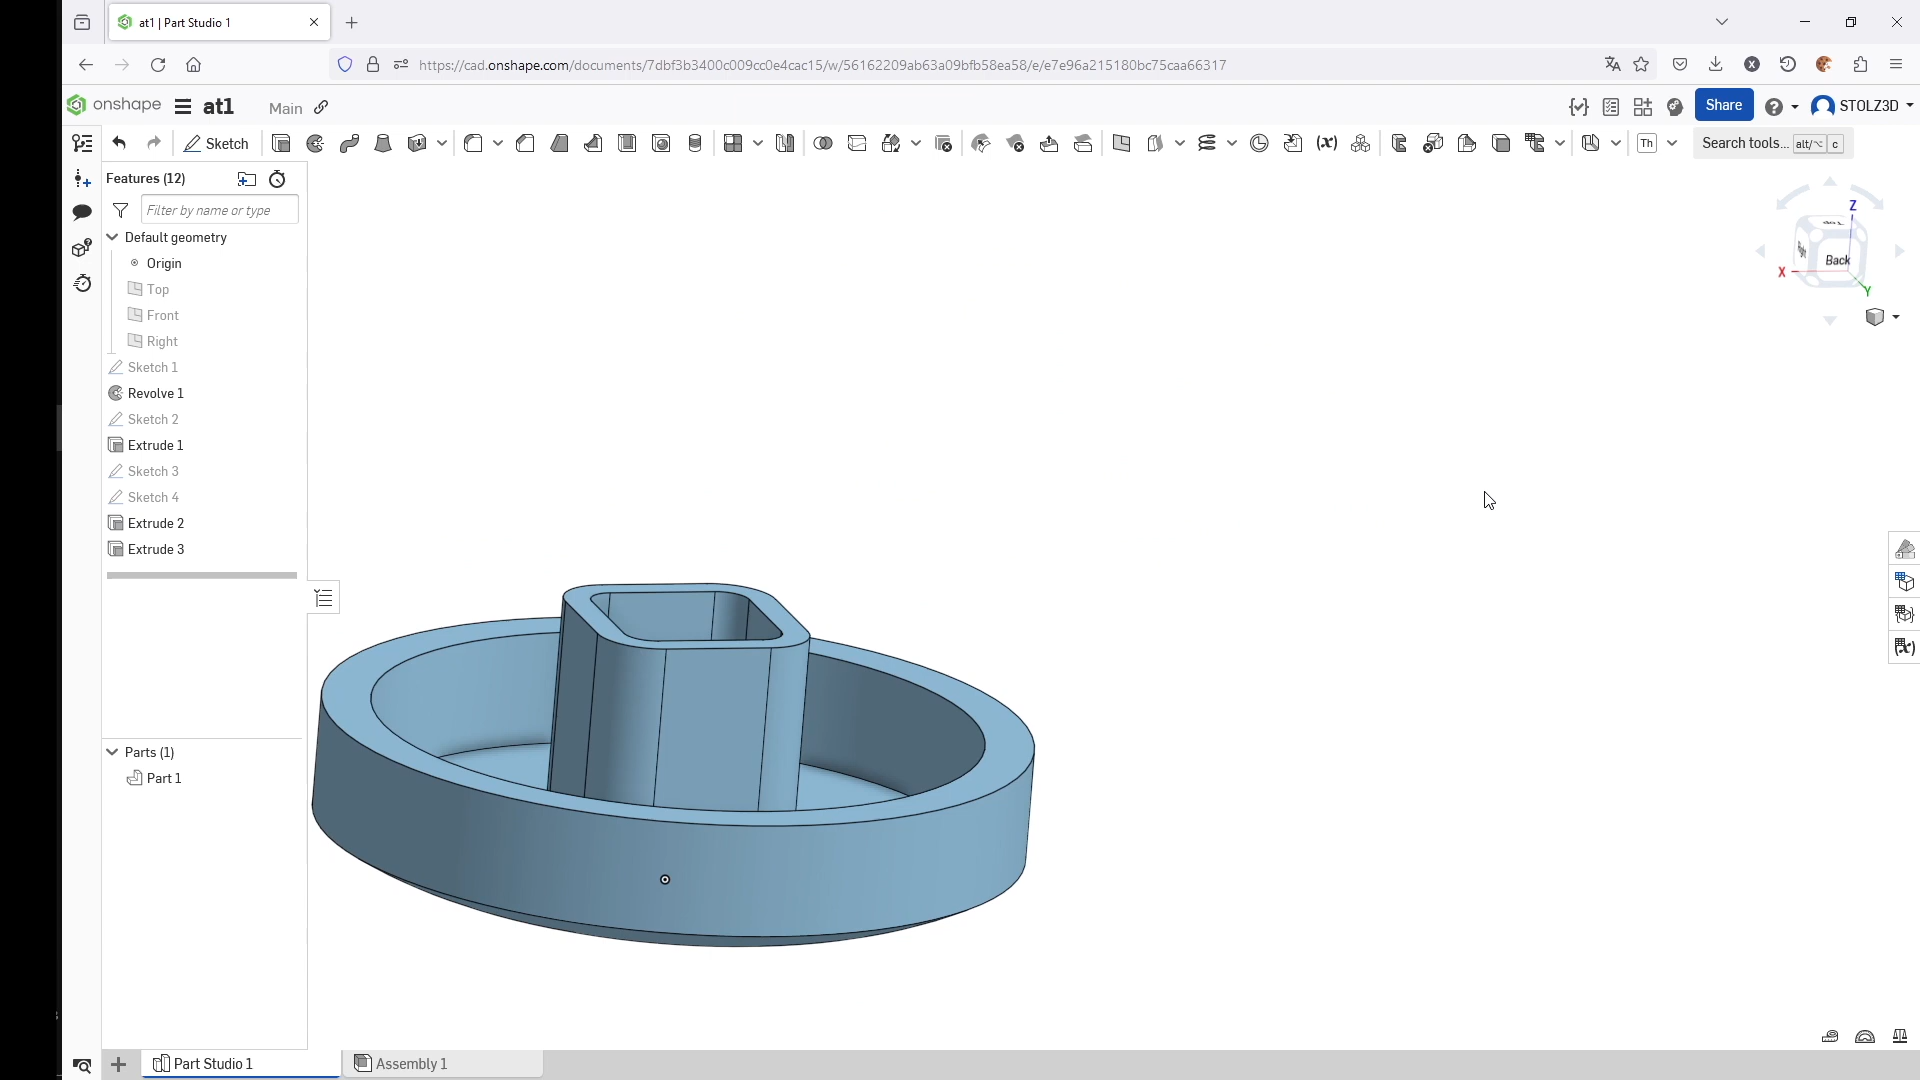 at1 | Part Studio 1
https://cad.onshape.com/documents/7dbf3b3400c009cc0e4cac15/w/56162209ab63a09bfb58ea58/e/e7e96a215180bc75caa66317
onshape at1 Main Share STOLZ3D
Sketch Th Search tools... alt/⌥ c
Features (12)
Filter by name or type
Default geometry
Origin
Top
Front
Right
Sketch 1
Revolve 1
Sketch 2
Extrude 1
Sketch 3
Sketch 4
Extrude 2
Extrude 3
Parts (1)
Part 1
Z
Top
Right
Back
X
Y
Part Studio 1
Assembly 1